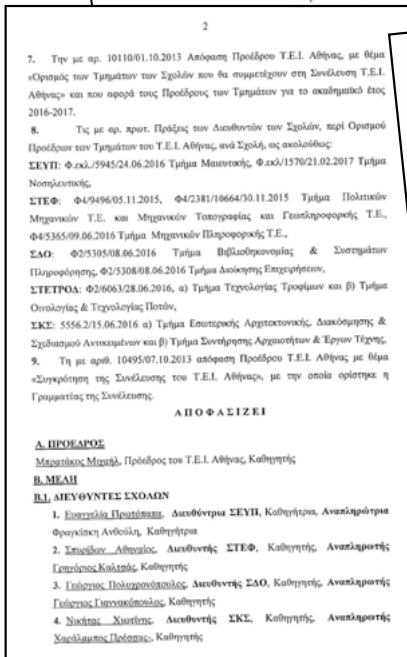 2
7. Την με αρ. 10110/01.10.2013 Απόφαση Προέδρου Τ.Ε.Ι. Αθήνας, με θέμα
«Ορισμός των Τμημάτων των Σχολών που θα συμμετέχουν στη Συνέλευση Τ.Ε.Ι.
Αθήνας» και που αφορά τους Προέδρους των Τμημάτων για το ακαδημαϊκό έτος
2016-2017.
8. Τις με αρ. πρωτ. Πράξεις των Διευθυντών των Σχολών, περί Ορισμού
Προέδρων των Τμημάτων του Τ.Ε.Ι. Αθήνας, ανά Σχολή, ως ακολούθως:
ΣΕΥΠ: Φ.εκλ./5945/24.06.2016 Τμήμα Μαιευτικής, Φ.εκλ/1570/21.02.2017 Τμήμα
Νοσηλευτικής,
ΣΤΕΦ: Φ4/9496/05.11.2015, Φ4/2381/10664/30.11.2015 Τμήμα Πολιτικών
Μηχανικών Τ.Ε. και Μηχανικών Τοπογραφίας και Γεωπληροφορικής Τ.Ε.,
Φ4/5365/09.06.2016 Τμήμα Μηχανικών Πληροφορικής Τ.Ε.,
ΣΔΟ: Φ2/5305/08.06.2016 Τμήμα Βιβλιοθηκονομίας & Συστημάτων
Πληροφόρησης, Φ2/5308/08.06.2016 Τμήμα Διοίκησης Επιχειρήσεων,
ΣΤΕΤΡΟΔ: Φ2/6063/28.06.2016, α) Τμήμα Τεχνολογίας Τροφίμων και β) Τμήμα
Οινολογίας & Τεχνολογίας Ποτών,
ΣΚΣ: 5556.2/15.06.2016 α) Τμήμα Εσωτερικής Αρχιτεκτονικής, Διακόσμησης &
Σχεδιασμού Αντικειμένων και β) Τμήμα Συντήρησης Αρχαιοτήτων & Έργων Τέχνης,
9. Τη με αριθ. 10495/07.10.2013 απόφαση Προέδρου Τ.Ε.Ι. Αθήνας με θέμα
«Συγκρότηση της Συνέλευσης του Τ.Ε.Ι. Αθήνας», με την οποία ορίστηκε η
Γραμματέας της Συνέλευσης.
ΑΠΟΦΑΣΙΖΕΙ
Α. ΠΡΟΕΔΡΟΣ
Μπρατάκος Μιχαήλ, Πρόεδρος του Τ.Ε.Ι. Αθήνας, Καθηγητής
Β. ΜΕΛΗ
Β.1. ΔΙΕΥΘΥΝΤΕΣ ΣΧΟΛΩΝ
1. Ευαγγελία Πρωτόπαπα, Διευθύντρια ΣΕΥΠ, Καθηγήτρια, Αναπληρώτρια
Φραγκίσκη Ανθούλη, Καθηγήτρια
2. Σπυρίδων Αθηναίος, Διευθυντής ΣΤΕΦ, Καθηγητής, Αναπληρωτής
Γρηγόριος Καλτσάς, Καθηγητής
3. Γεώργιος Πολυχρονόπουλος, Διευθυντής ΣΔΟ, Καθηγητής, Αναπληρωτής
Γεώργιος Γιαννακόπουλος, Καθηγητής
4. Νικήτας Χιωτίνης, Διευθυντής ΣΚΣ, Καθηγητής, Αναπληρωτής
Χαράλαμπος Πρέσσας, Καθηγητής